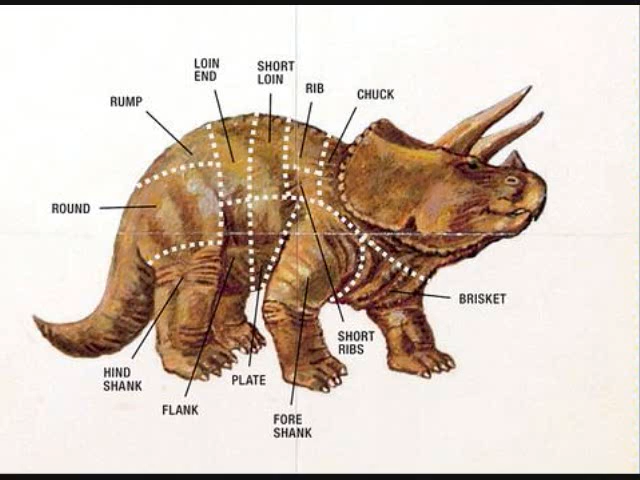 LOIN
END
SHORT
LOIN
RIB
CHUCK
RUMP
ROUND
BRISKET
SHORT
RIBS
HIND
SHANK
PLATE
FLANK
FORE
SHANK